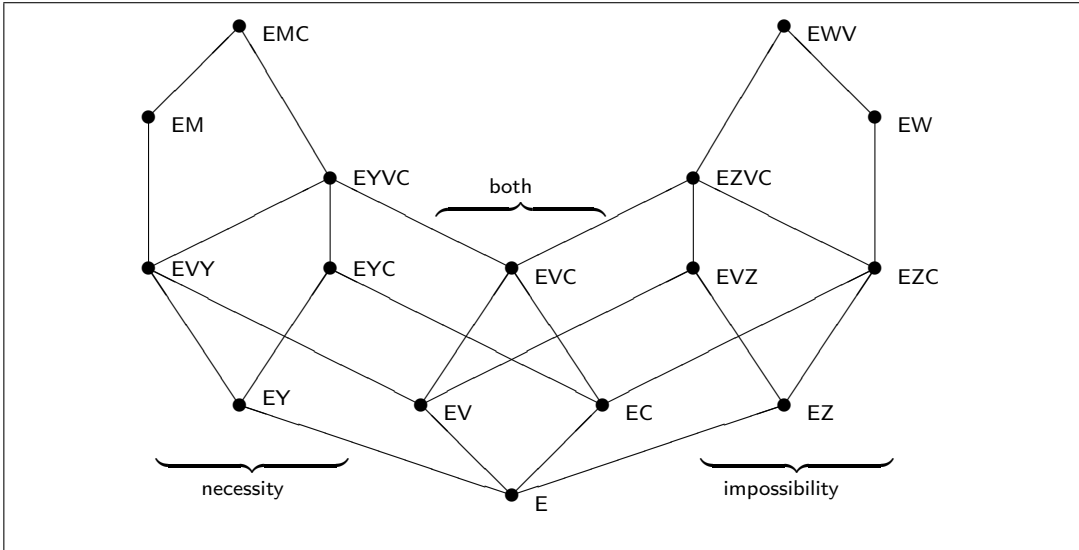 EMC
EWV
EM
EW
EYVC
both
EZVC
EVY
EYC
EVC
EVZ
EZC
EY
EV
EC
EZ
necessity
impossibility
E